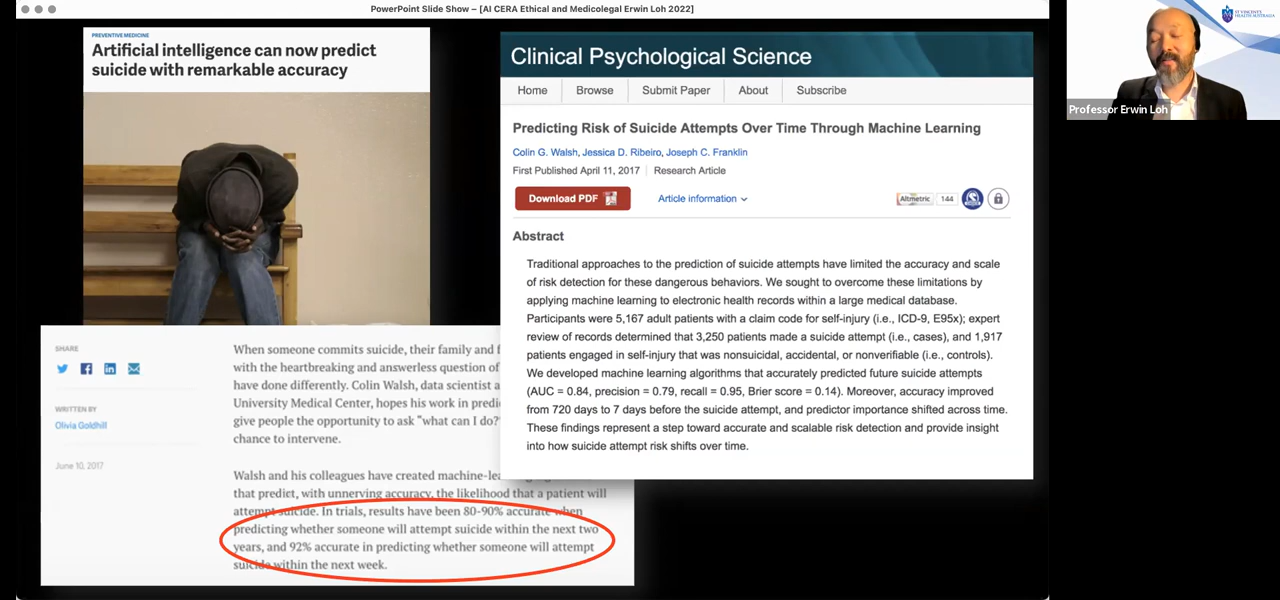 PowerPoint Slide Show – [AI CERA Ethical and Medicolegal Erwin Loh 2022]
PREVENTIVE MEDICINE
Artificial intelligence can now predict
suicide with remarkable accuracy
SHARE
WRITTEN BY
Olivia Goldhill
June 10, 2017
When someone commits suicide, their family and f
with the heartbreaking and answerless question of
have done differently. Colin Walsh, data scientist a
University Medical Center, hopes his work in predic
give people the opportunity to ask “what can I do?”
chance to intervene.
Walsh and his colleagues have created machine-lea
that predict, with unnerving accuracy, the likelihood that a patient will
attempt suicide. In trials, results have been 80-90% accurate when
predicting whether someone will attempt suicide within the next two
years, and 92% accurate in predicting whether someone will attempt
suicide within the next week.
Clinical Psychological Science
Home Browse Submit Paper About Subscribe
Predicting Risk of Suicide Attempts Over Time Through Machine Learning
Colin G. Walsh, Jessica D. Ribeiro, Joseph C. Franklin
First Published April 11, 2017 Research Article
Download PDF Article information
Altmetric 144
Abstract
Traditional approaches to the prediction of suicide attempts have limited the accuracy and scale
of risk detection for these dangerous behaviors. We sought to overcome these limitations by
applying machine learning to electronic health records within a large medical database.
Participants were 5,167 adult patients with a claim code for self-injury (i.e., ICD-9, E95x); expert
review of records determined that 3,250 patients made a suicide attempt (i.e., cases), and 1,917
patients engaged in self-injury that was nonsuicidal, accidental, or nonverifiable (i.e., controls).
We developed machine learning algorithms that accurately predicted future suicide attempts
(AUC = 0.84, precision = 0.79, recall = 0.95, Brier score = 0.14). Moreover, accuracy improved
from 720 days to 7 days before the suicide attempt, and predictor importance shifted across time.
These findings represent a step toward accurate and scalable risk detection and provide insight
into how suicide attempt risk shifts over time.
ST VINCENT'S
HEALTH AUSTRALIA
Professor Erwin Loh